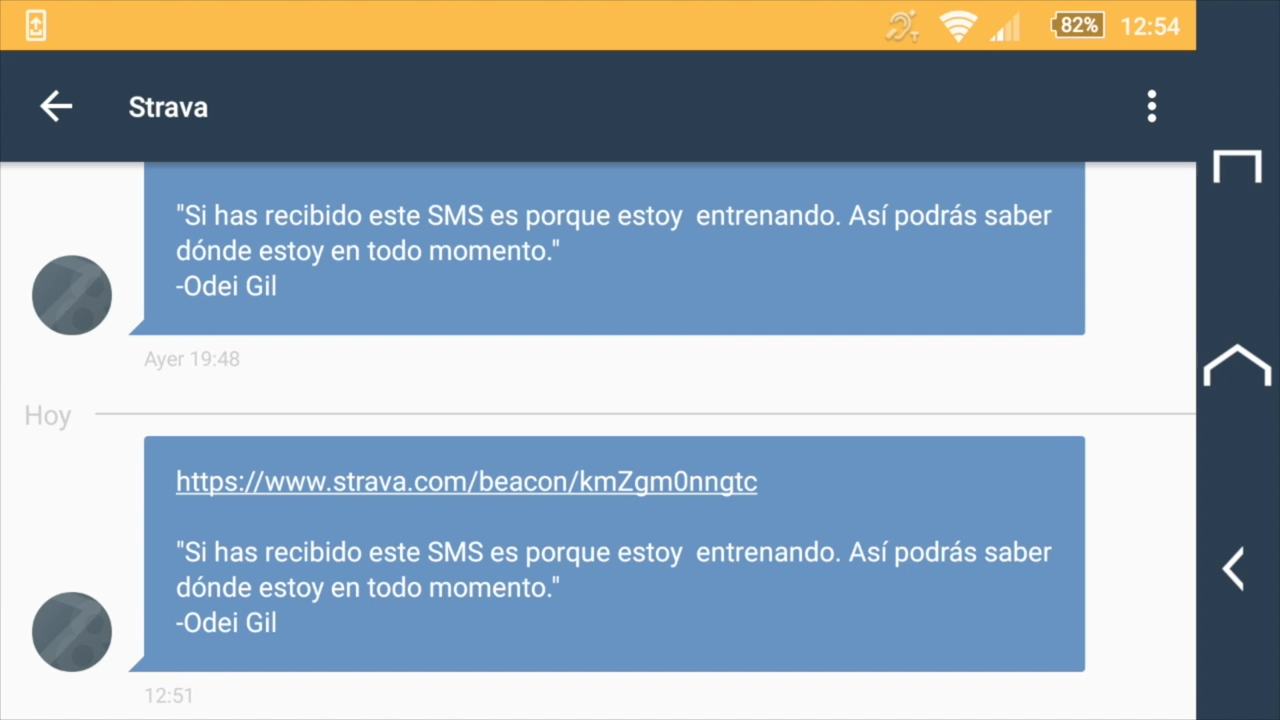 82% 12:54
Strava
"Si has recibido este SMS es porque estoy  entrenando. Así podrás saber
dónde estoy en todo momento."
-Odei Gil
Ayer 19:48
Hoy
https://www.strava.com/beacon/kmZgm0nngtc
"Si has recibido este SMS es porque estoy  entrenando. Así podrás saber
dónde estoy en todo momento."
-Odei Gil
12:51